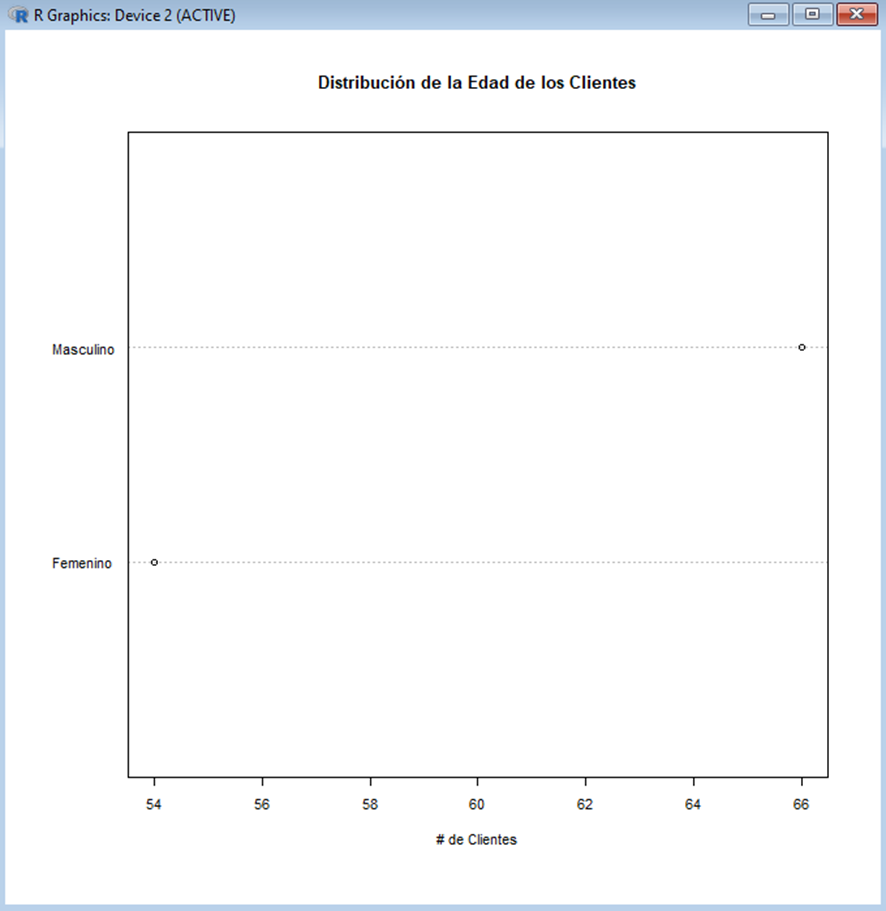 R Graphics: Device 2 (ACTIVE)
Distribución de la Edad de los Clientes
Masculino
Femenino
54 56 58 60 62 64 66
# de Clientes